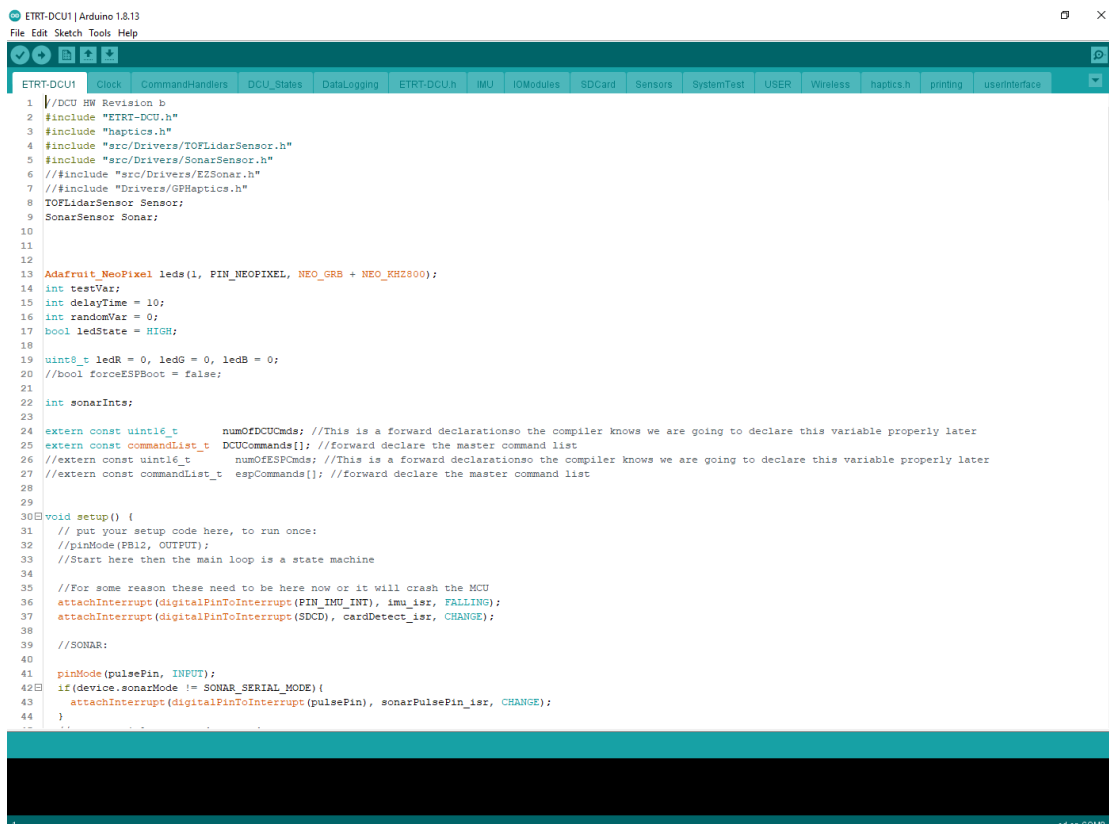 ETRT-DCU1 | Arduino 1.8.13
File Edit Sketch Tools Help
ETRT-DCU1 Clock CommandHandlers DCU_States DataLogging ETRT-DCU.h IMU IOModules SDCard Sensors SystemTest USER Wireless haptics.h printing userInterface
1 //DCU HW Revision b
2 #include "ETRT-DCU.h"
3 #include "haptics.h"
4 #include "src/Drivers/TOFLidarSensor.h"
5 #include "src/Drivers/SonarSensor.h"
6 //#include "src/Drivers/EZSonar.h"
7 //#include "Drivers/GPHaptics.h"
8 TOFLidarSensor Sensor;
9 SonarSensor Sonar;
10
11
12
13 Adafruit_NeoPixel leds(1, PIN_NEOPIXEL, NEO_GRB + NEO_KHZ800);
14 int testVar;
15 int delayTime = 10;
16 int randomVar = 0;
17 bool ledState = HIGH;
18
19 uint8_t ledR = 0, ledG = 0, ledB = 0;
20 //bool forceESPBoot = false;
21
22 int sonarInts;
23
24 extern const uint16_t numOfDCUCmds; //This is a forward declarationso the compiler knows we are going to declare this variable properly later
25 extern const commandList_t DCUCommands[]; //forward declare the master command list
26 //extern const uint16_t numOfESPCmds; //This is a forward declarationso the compiler knows we are going to declare this variable properly later
27 //extern const commandList_t espCommands[]; //forward declare the master command list
28
29
30 void setup() {
31 // put your setup code here, to run once:
32 //pinMode(PB12, OUTPUT);
33 //Start here then the main loop is a state machine
34
35 //For some reason these need to be here now or it will crash the MCU
36 attachInterrupt(digitalPinToInterrupt(PIN_IMU_INT), imu_isr, FALLING);
37 attachInterrupt(digitalPinToInterrupt(SDCD), cardDetect_isr, CHANGE);
38
39 //SONAR:
40
41 pinMode(pulsePin, INPUT);
42 if(device.sonarMode != SONAR_SERIAL_MODE){
43 attachInterrupt(digitalPinToInterrupt(pulsePin), sonarPulsePin_isr, CHANGE);
44 }